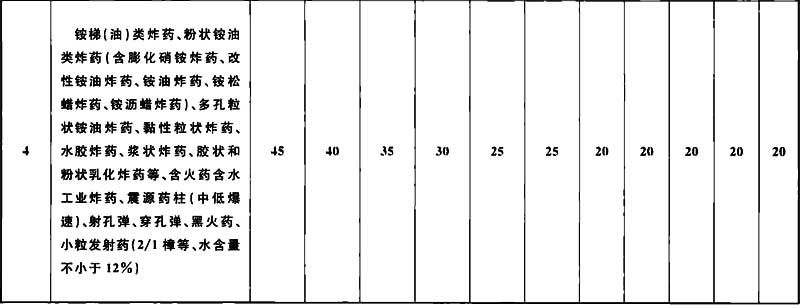 铵梯(油)类炸药、粉状铵油
类炸药(含膨化硝铵炸药、改
性铵油炸药、铵油炸药、铵松
蜡炸药、铵沥蜡炸药)、多孔粒
状铵油炸药、黏性粒状炸药、
4 水胶炸药、浆状炸药、胶状和 45 40 35 30 25 25 20 20 20 20 20
粉状乳化炸药等、含火药含水
工业炸药、震源药柱(中低爆
速)、射孔弹、穿孔弹、黑火药、
小粒发射药(2/1樟等、水含量
不小于12%)